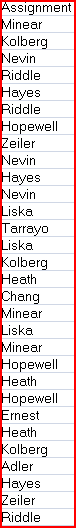 Assignment
Minear
Kolberg
Nevin
Riddle
Hayes
Riddle
Hopewell
Zeiler
Nevin
Hayes
Nevin
Liska
Tarrayo
Liska
Kolberg
Heath
Chang
Minear
Liska
Minear
Hopewell
Heath
Hopewell
Ernest
Heath
Kolberg
Adler
Hayes
Zeiler
Riddle